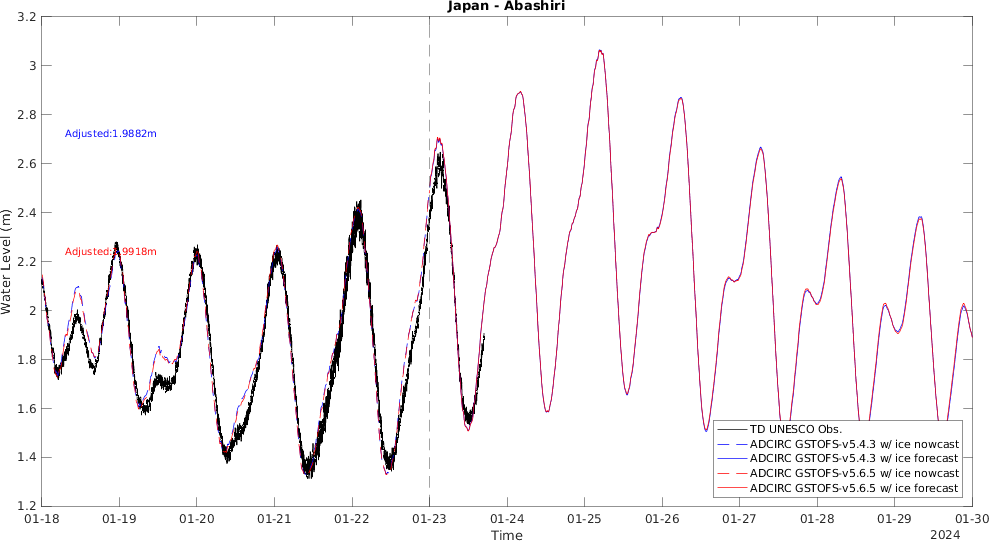 Japan - Abashiri
Water Level (m)
3.2
3
2.8
2.6
2.4
2.2
2
1.8
1.6
1.4
1.2
Adjusted:1.9882m
Adjusted:1.9918m
TD UNESCO Obs.
ADCIRC GSTOFS-v5.4.3 w/ ice nowcast
ADCIRC GSTOFS-v5.4.3 w/ ice forecast
ADCIRC GSTOFS-v5.6.5 w/ ice nowcast
ADCIRC GSTOFS-v5.6.5 w/ ice forecast
01-18 01-19 01-20 01-21 01-22 01-23 01-24 01-25 01-26 01-27 01-28 01-29 01-30
Time
2024